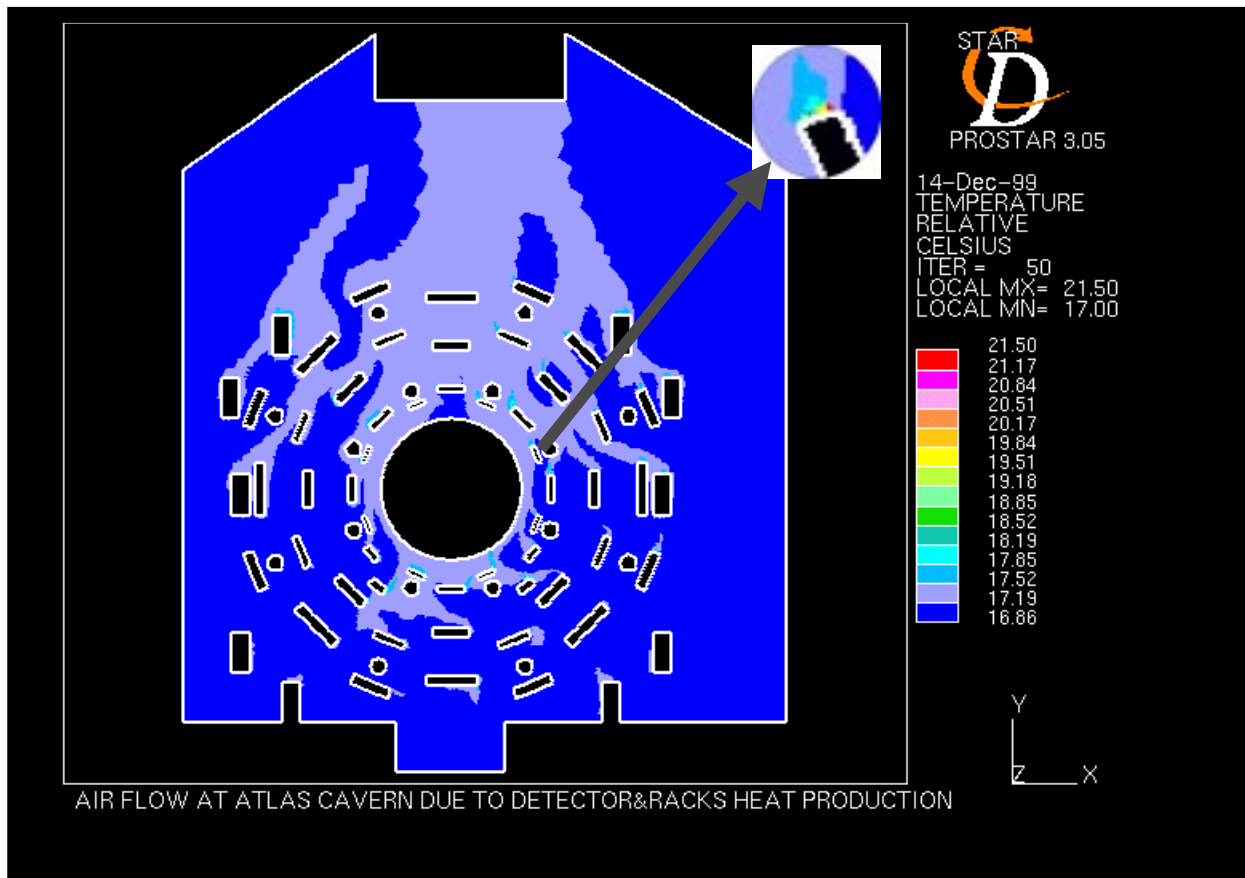 STAR
D
PROSTAR 3.05
14-Dec-99
TEMPERATURE
RELATIVE
CELSIUS
ITER = 50
LOCAL MX= 21.50
LOCAL MN= 17.00
21.50
21.17
20.84
20.51
20.17
19.84
19.51
19.18
18.85
18.52
18.19
17.85
17.52
17.19
16.86
Y
Z X
AIR FLOW AT ATLAS CAVERN DUE TO DETECTOR&RACKS HEAT PRODUCTION